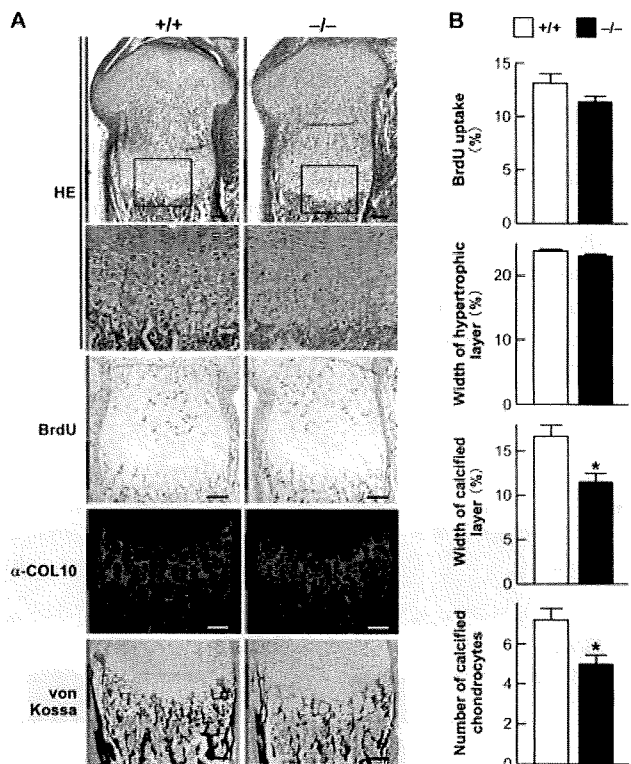 A
+/+
−/−
HE
BrdU
α-COL10
von
Kossa
B
+/+
−/−
BrdU uptake
(%)
15
10
5
0
Width of hypertrophic
layer (%)
20
0
Width of calcified
layer (%)
15
10
5
0
*
Number of calcified
chondrocytes
6
4
2
0
*